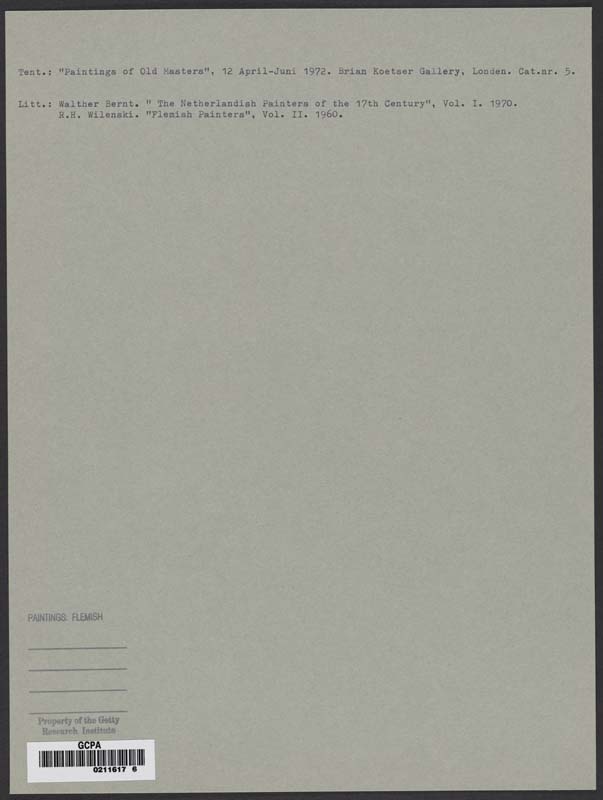 Tent.: "Paintings of Old Masters", 12 April-Juni 1972. Brian Koetser Gallery, Londen. Cat.nr. 5.
Litt.: Walther Bernt. " The Netherlandish Painters of the 17th Century", Vol. I. 1970.
R.H. Wilenski. "Flemish Painters", Vol. II. 1960.
PAINTINGS: FLEMISH
Property of the Getty
Research Institute
GCPA
0211617 6